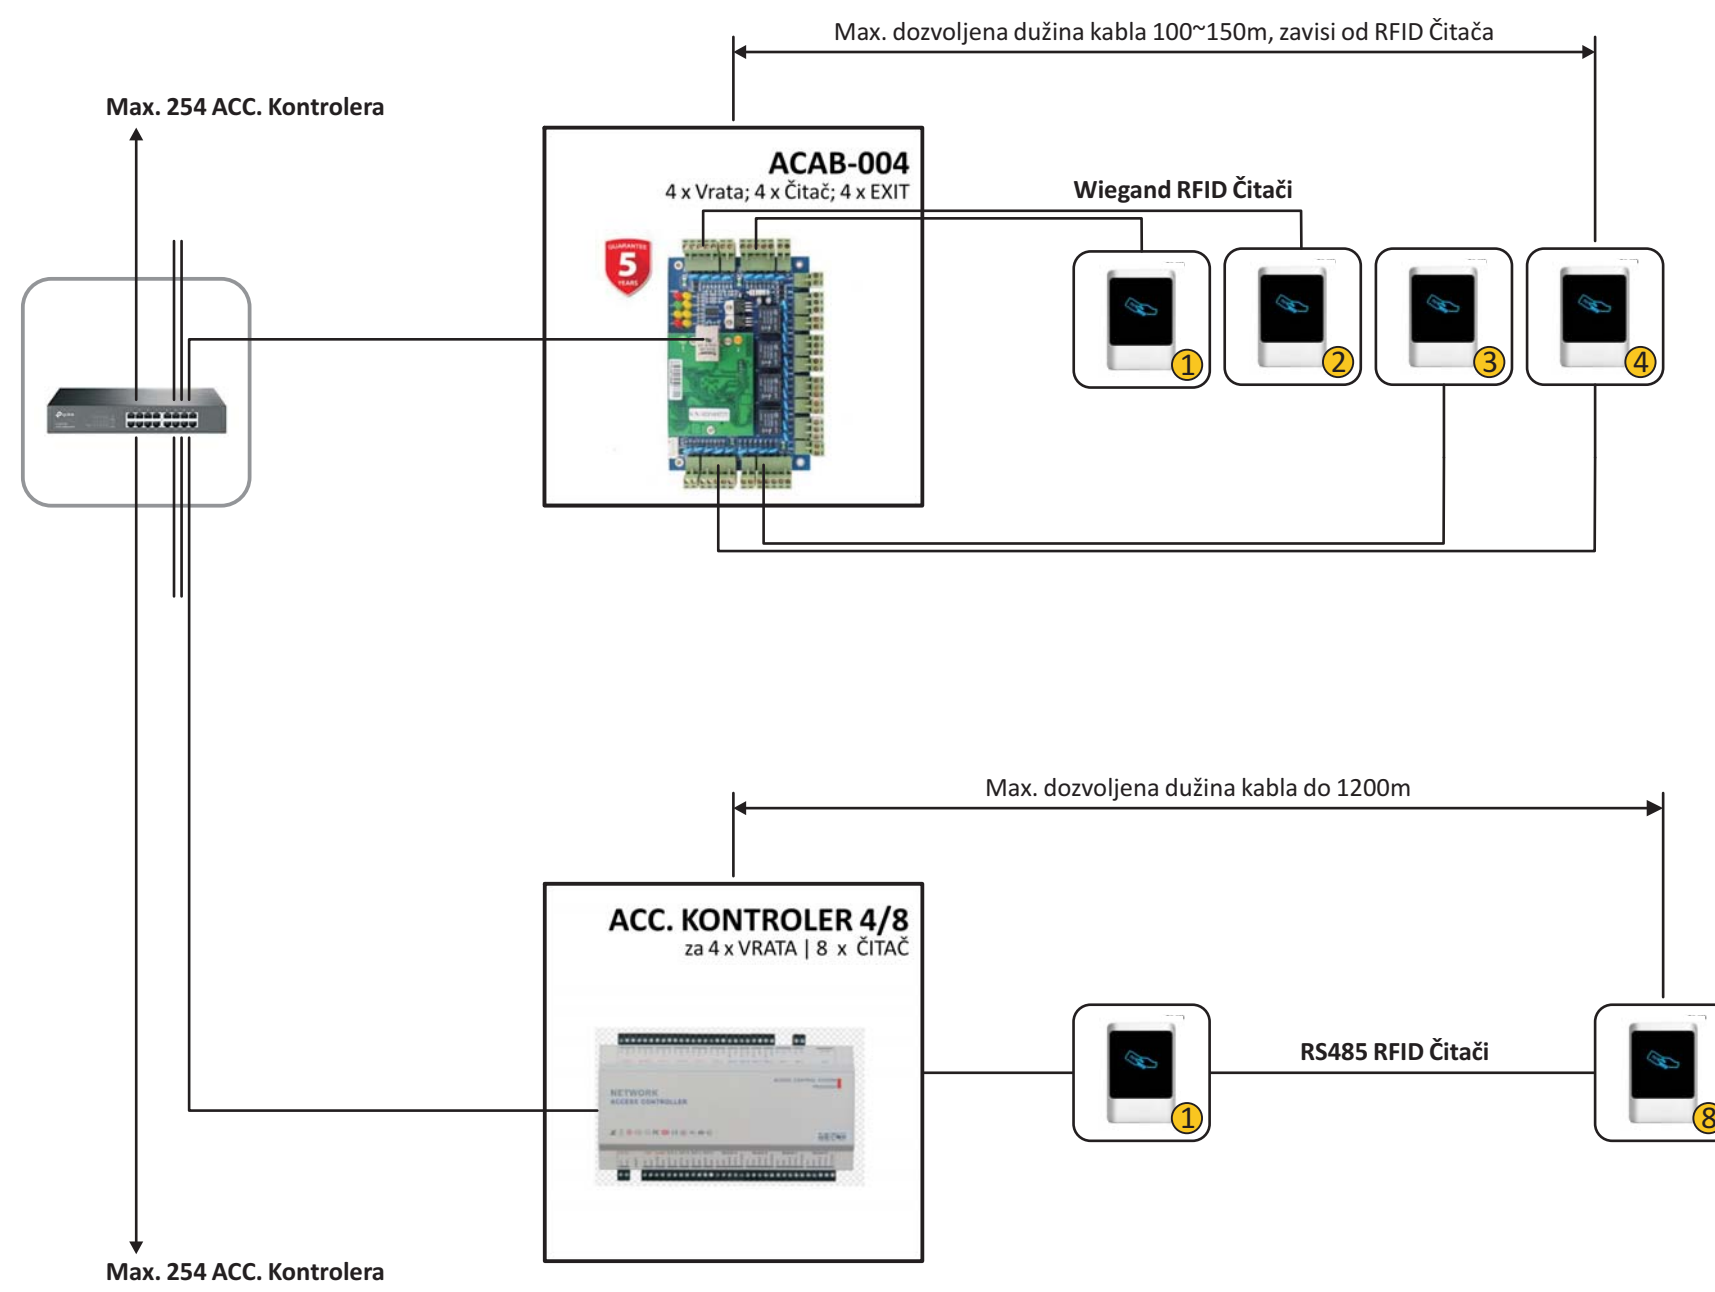 Max. dozvoljena dužina kabla 100~150m, zavisi od RFID Čitača
Max. 254 ACC. Kontrolera
ACAB-004
4 x Vrata; 4 x Čitač; 4 x EXIT
Wiegand RFID Čitači
GUARANTEE
5
YEARS
1
2
3
4
Max. dozvoljena dužina kabla do 1200m
ACC. KONTROLER 4/8
za 4 x VRATA | 8 x ČITAČ
NETWORK
ACCESS CONTROLLER
RS485 RFID Čitači
1
8
Max. 254 ACC. Kontrolera